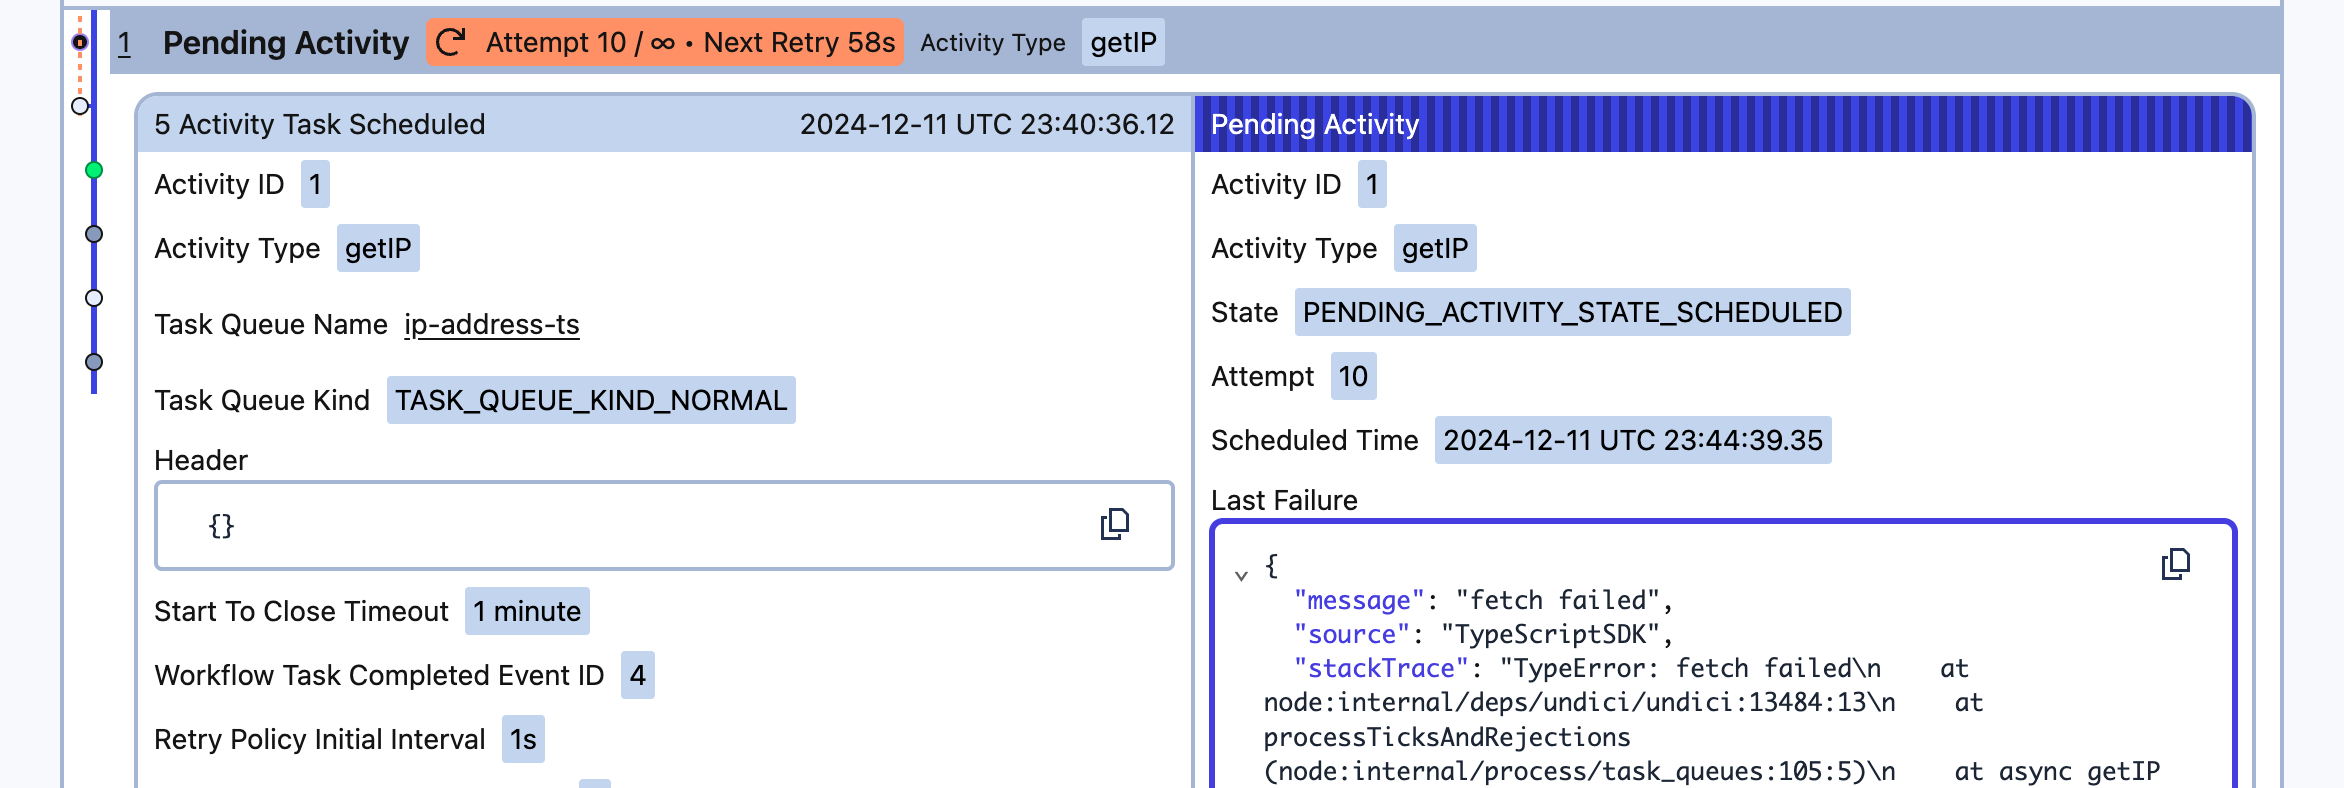 1 Pending Activity Attempt 10 / ∞ • Next Retry 58s Activity Type getIP
5 Activity Task Scheduled 2024-12-11 UTC 23:40:36.12
Activity ID 1
Activity Type getIP
Task Queue Name ip-address-ts
Task Queue Kind TASK_QUEUE_KIND_NORMAL
Header
{}
Start To Close Timeout 1 minute
Workflow Task Completed Event ID 4
Retry Policy Initial Interval 1s
Pending Activity
Activity ID 1
Activity Type getIP
State PENDING_ACTIVITY_STATE_SCHEDULED
Attempt 10
Scheduled Time 2024-12-11 UTC 23:44:39.35
Last Failure
{
"message": "fetch failed",
"source": "TypeScriptSDK",
"stackTrace": "TypeError: fetch failed\n    at
node:internal/deps/undici/undici:13484:13\n    at
processTicksAndRejections
(node:internal/process/task_queues:105:5)\n    at async getIP